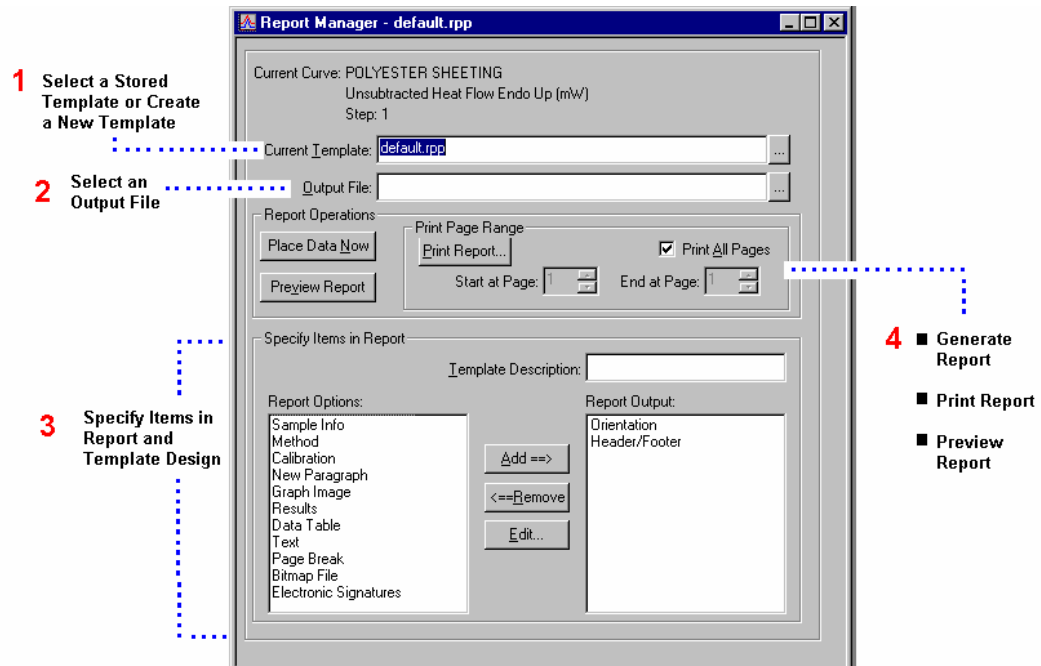 Report Manager - default.rpp
Current Curve: POLYESTER SHEETING
Unsubtracted Heat Flow Endo Up (mW)
Step: 1
1 Select a Stored
Template or Create
a New Template
Current Template: default.rpp ...
2 Select an
Output File
Output File: ...
Report Operations
Place Data Now
Preview Report
Print Page Range
Print Report...
Print All Pages
Start at Page: 1
End at Page: 1
4 Generate
Report
Print Report
Preview
Report
3 Specify Items in
Report and
Template Design
Specify Items in Report
Template Description:
Report Options:
Sample Info
Method
Calibration
New Paragraph
Graph Image
Results
Data Table
Text
Page Break
Bitmap File
Electronic Signatures
Add ==>
<==Remove
Edit...
Report Output:
Orientation
Header/Footer